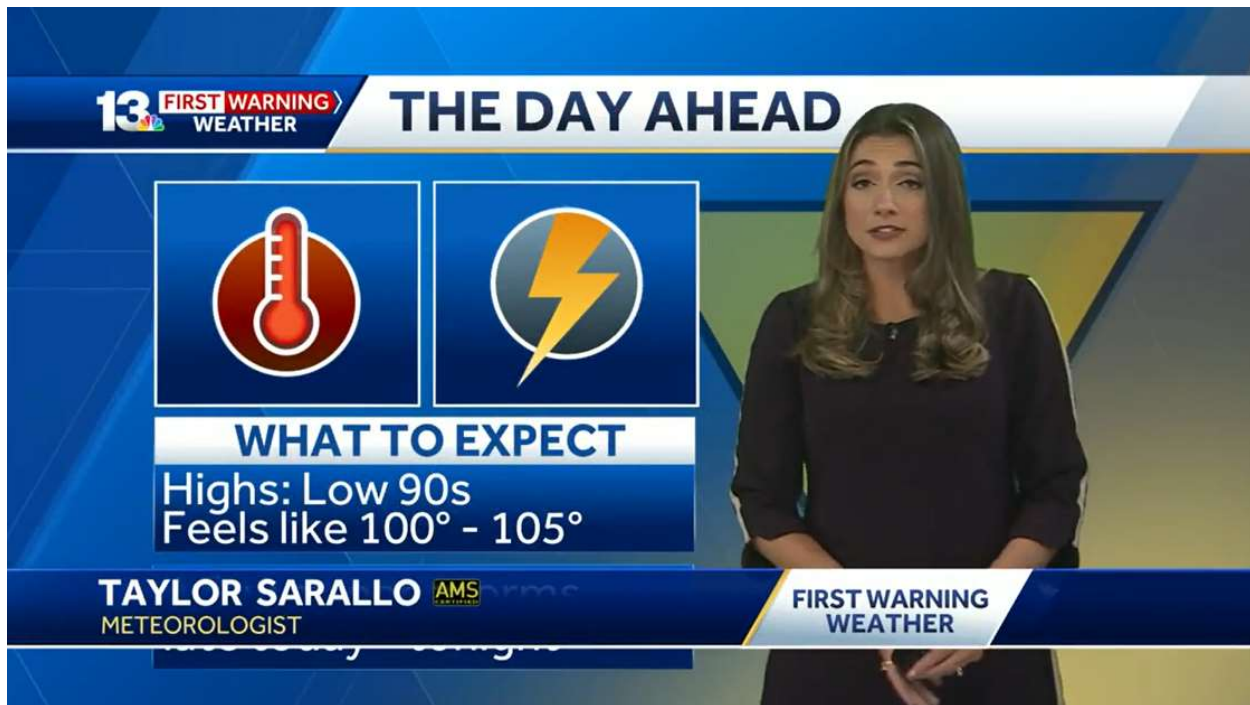 13 FIRST WARNING
WEATHER
THE DAY AHEAD
WHAT TO EXPECT
Highs: Low 90s
Feels like 100° - 105°
TAYLOR SARALLO AMS
CERTIFIED
METEOROLOGIST
FIRST WARNING
WEATHER